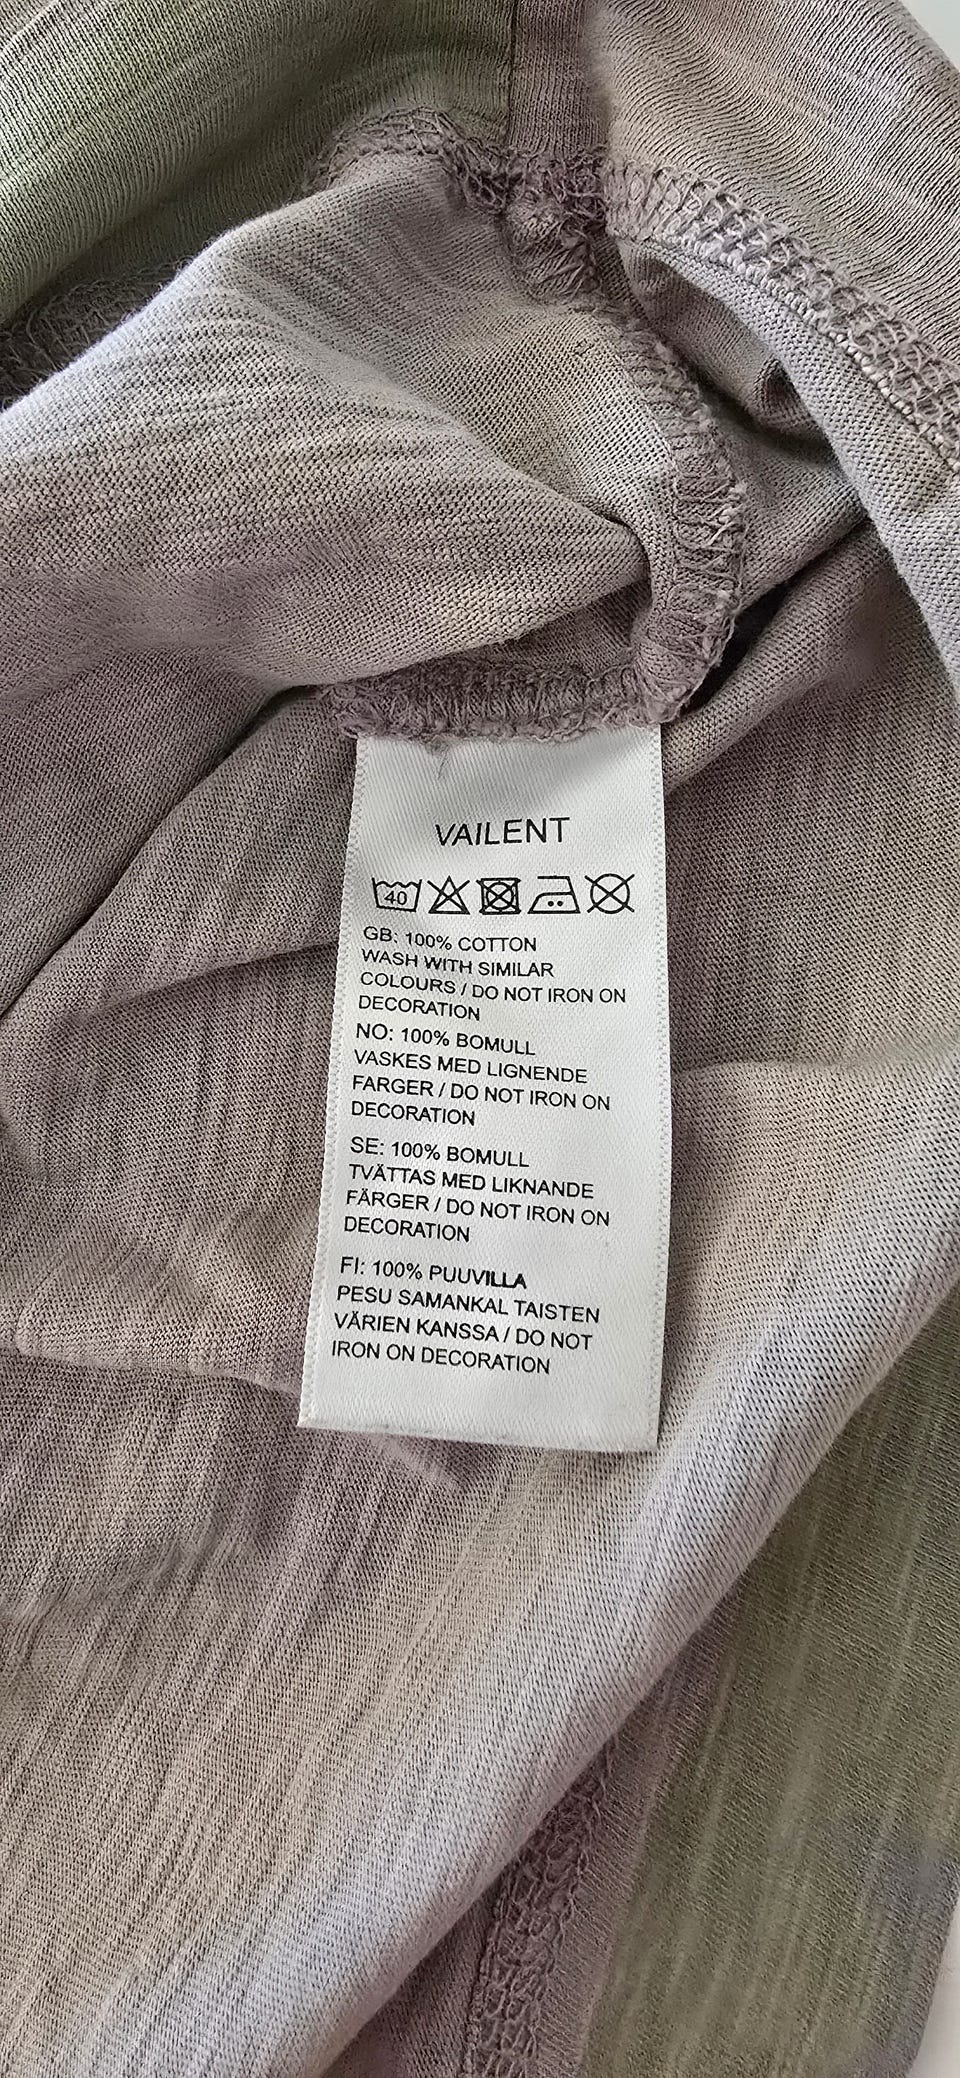 VAILENT
40
GB: 100% COTTON
WASH WITH SIMILAR
COLOURS / DO NOT IRON ON
DECORATION
NO: 100% BOMULL
VASKES MED LIGNENDE
FARGER / DO NOT IRON ON
DECORATION
SE: 100% BOMULL
TVÄTTAS MED LIKNANDE
FÄRGER / DO NOT IRON ON
DECORATION
FI: 100% PUUVILLA
PESU SAMANKAL TAISTEN
VÄRIEN KANSSA / DO NOT
IRON ON DECORATION